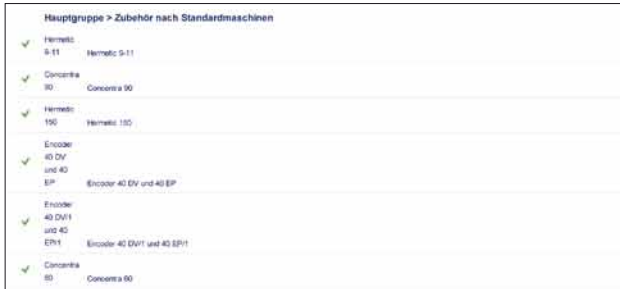 Hauptgruppe > Zubehör nach Standardmaschinen
Hermetic
9-11 Hermetic 9-11
Concentra
90 Concentra 90
Hermetic
150 Hermetic 150
Encoder
40 DV
und 40
EP Encoder 40 DV und 40 EP
Encoder
40 DV/1
und 40
EP/1 Encoder 40 DV/1 und 40 EP/1
Concentra
60 Concentra 60